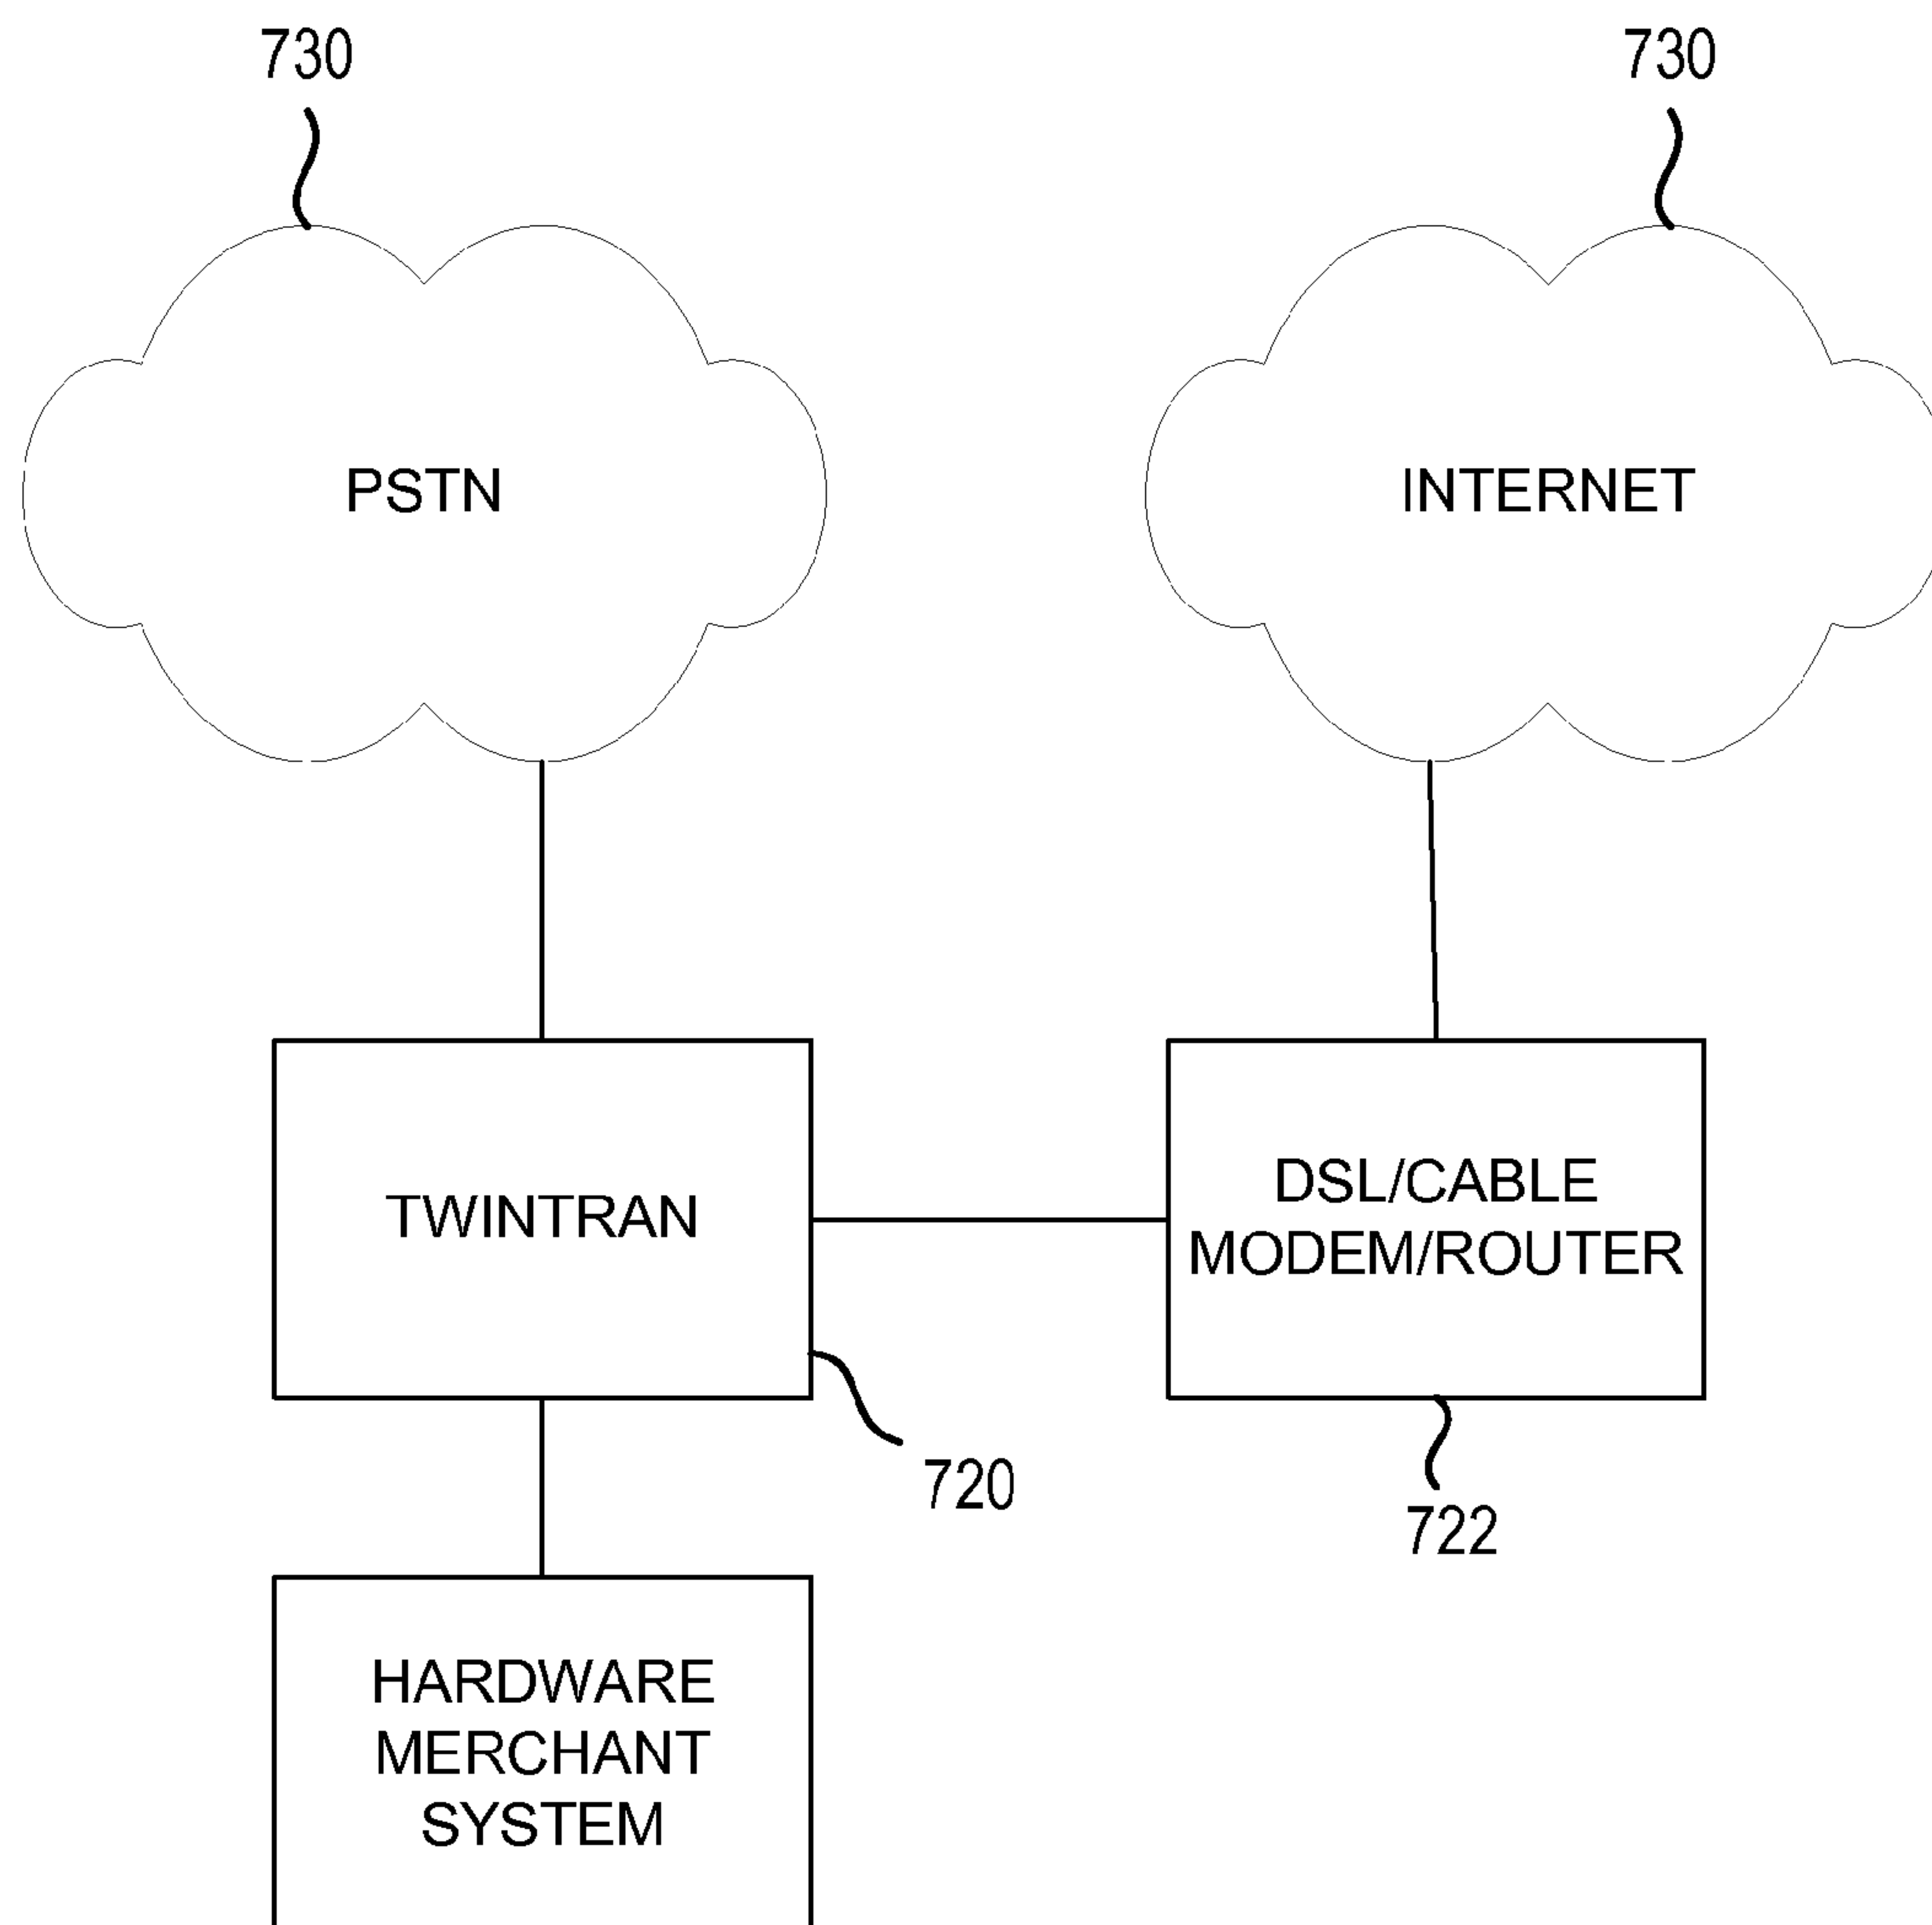 730
730
PSTN
INTERNET
TWINTRAN
DSL/CABLE
MODEM/ROUTER
720
722
HARDWARE
MERCHANT
SYSTEM